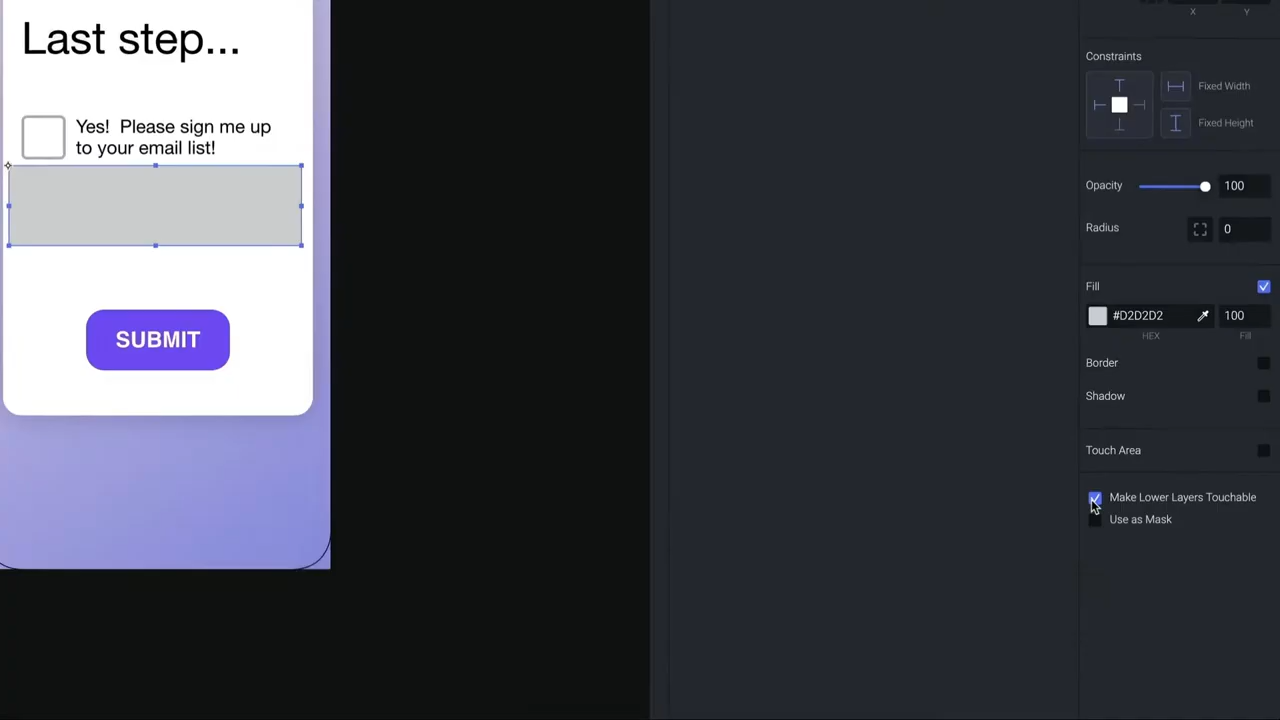 Last step...
Yes!  Please sign me up
to your email list!
SUBMIT
X Y
Constraints
Fixed Width
Fixed Height
Opacity 100
Radius 0
Fill
#D2D2D2 100
HEX Fill
Border
Shadow
Touch Area
Make Lower Layers Touchable
Use as Mask